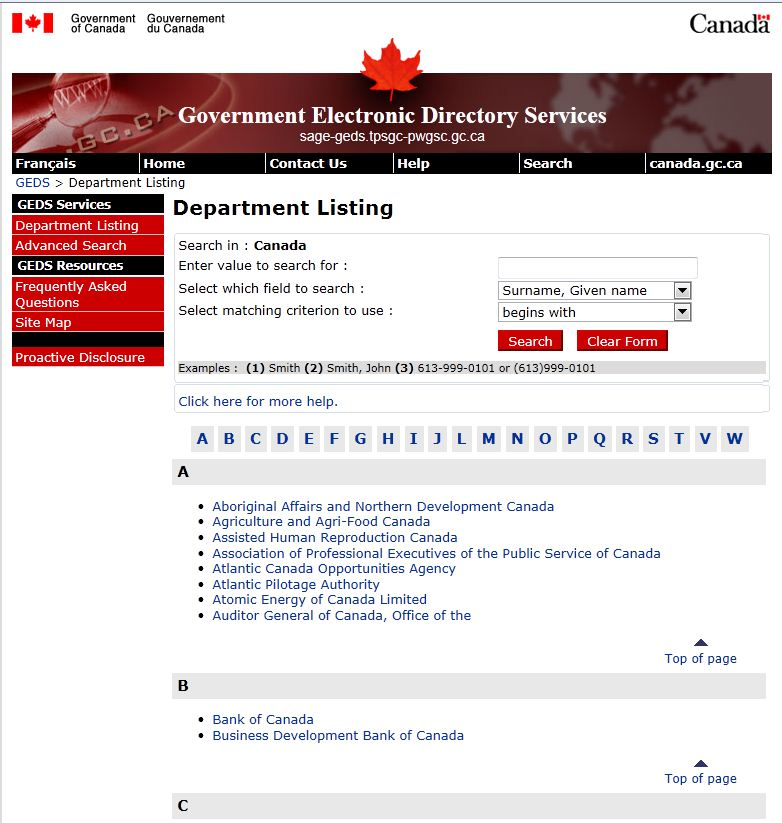 Government Gouvernement
of Canada du Canada
Canada
WWW
.GC.CA
Government Electronic Directory Services
sage-geds.tpsgc-pwgsc.gc.ca
Français Home Contact Us Help Search canada.gc.ca
GEDS > Department Listing
GEDS Services
Department Listing
Advanced Search
GEDS Resources
Frequently Asked
Questions
Site Map
Proactive Disclosure
Department Listing
Search in : Canada
Enter value to search for :
Select which field to search : Surname, Given name
Select matching criterion to use : begins with
Search Clear Form
Examples : (1) Smith (2) Smith, John (3) 613-999-0101 or (613)999-0101
Click here for more help.
A B C D E F G H I J L M N O P Q R S T V W
A
Aboriginal Affairs and Northern Development Canada
Agriculture and Agri-Food Canada
Assisted Human Reproduction Canada
Association of Professional Executives of the Public Service of Canada
Atlantic Canada Opportunities Agency
Atlantic Pilotage Authority
Atomic Energy of Canada Limited
Auditor General of Canada, Office of the
Top of page
B
Bank of Canada
Business Development Bank of Canada
Top of page
C